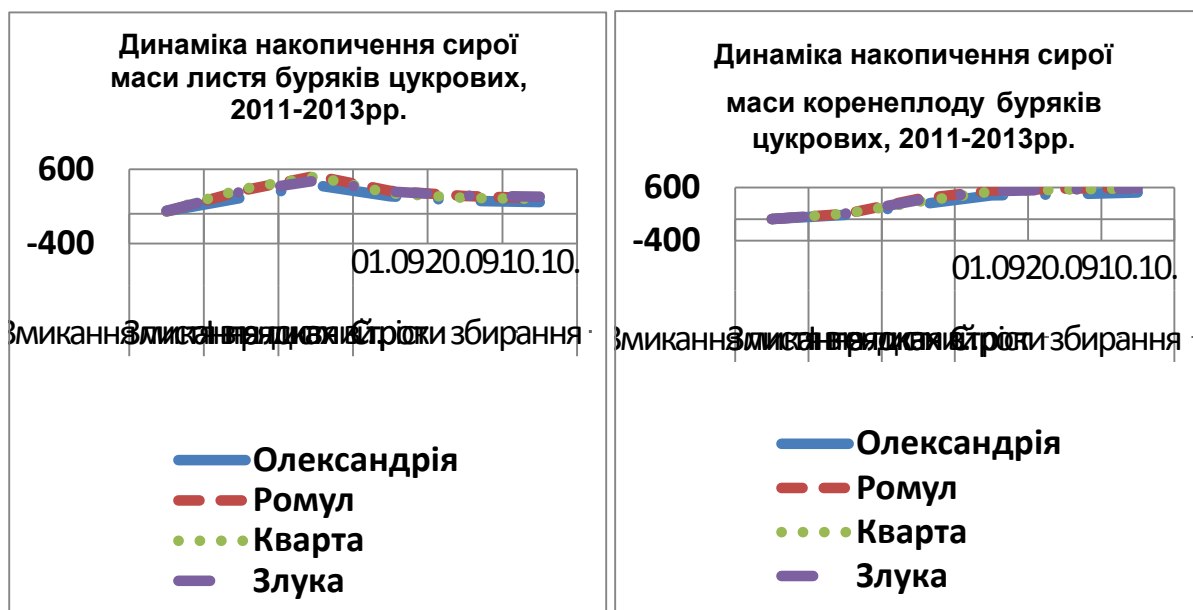 Динаміка накопичення сирої
маси листя буряків цукрових,
2011-2013рр.
600
-400
01.09.
20.09.
10.10.
Строки збирання
Олександрія
Ромул
Кварта
Злука
Динаміка накопичення сирої
маси коренеплоду буряків
цукрових, 2011-2013рр.
600
-400
01.09.
20.09.
10.10.
Строки збирання
Олександрія
Ромул
Кварта
Злука